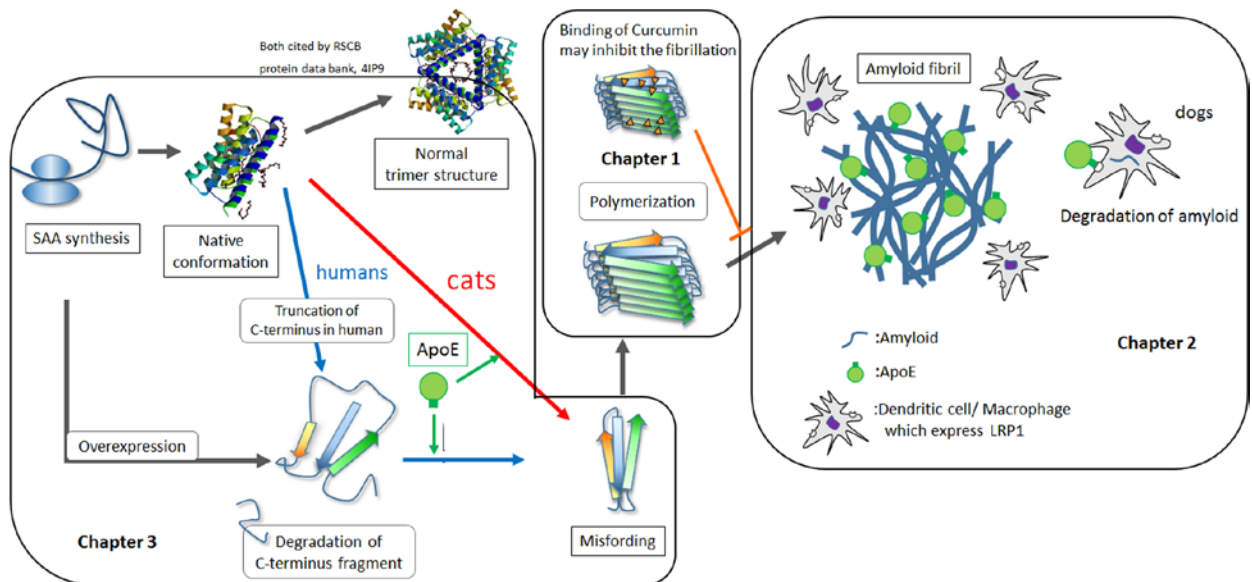 Both cited by RSCB
protein data bank, 4IP9
SAA synthesis
Native
conformation
Normal
trimer structure
humans
cats
Truncation of
C-terminus in human
ApoE
Overexpression
Degradation of
C-terminus fragment
Chapter 3
Misfording
Binding of Curcumin
may inhibit the fibrillation
Chapter 1
Polymerization
Amyloid fibril
dogs
Degradation of amyloid
:Amyloid
:ApoE
:Dendritic cell/ Macrophage
which express LRP1
Chapter 2